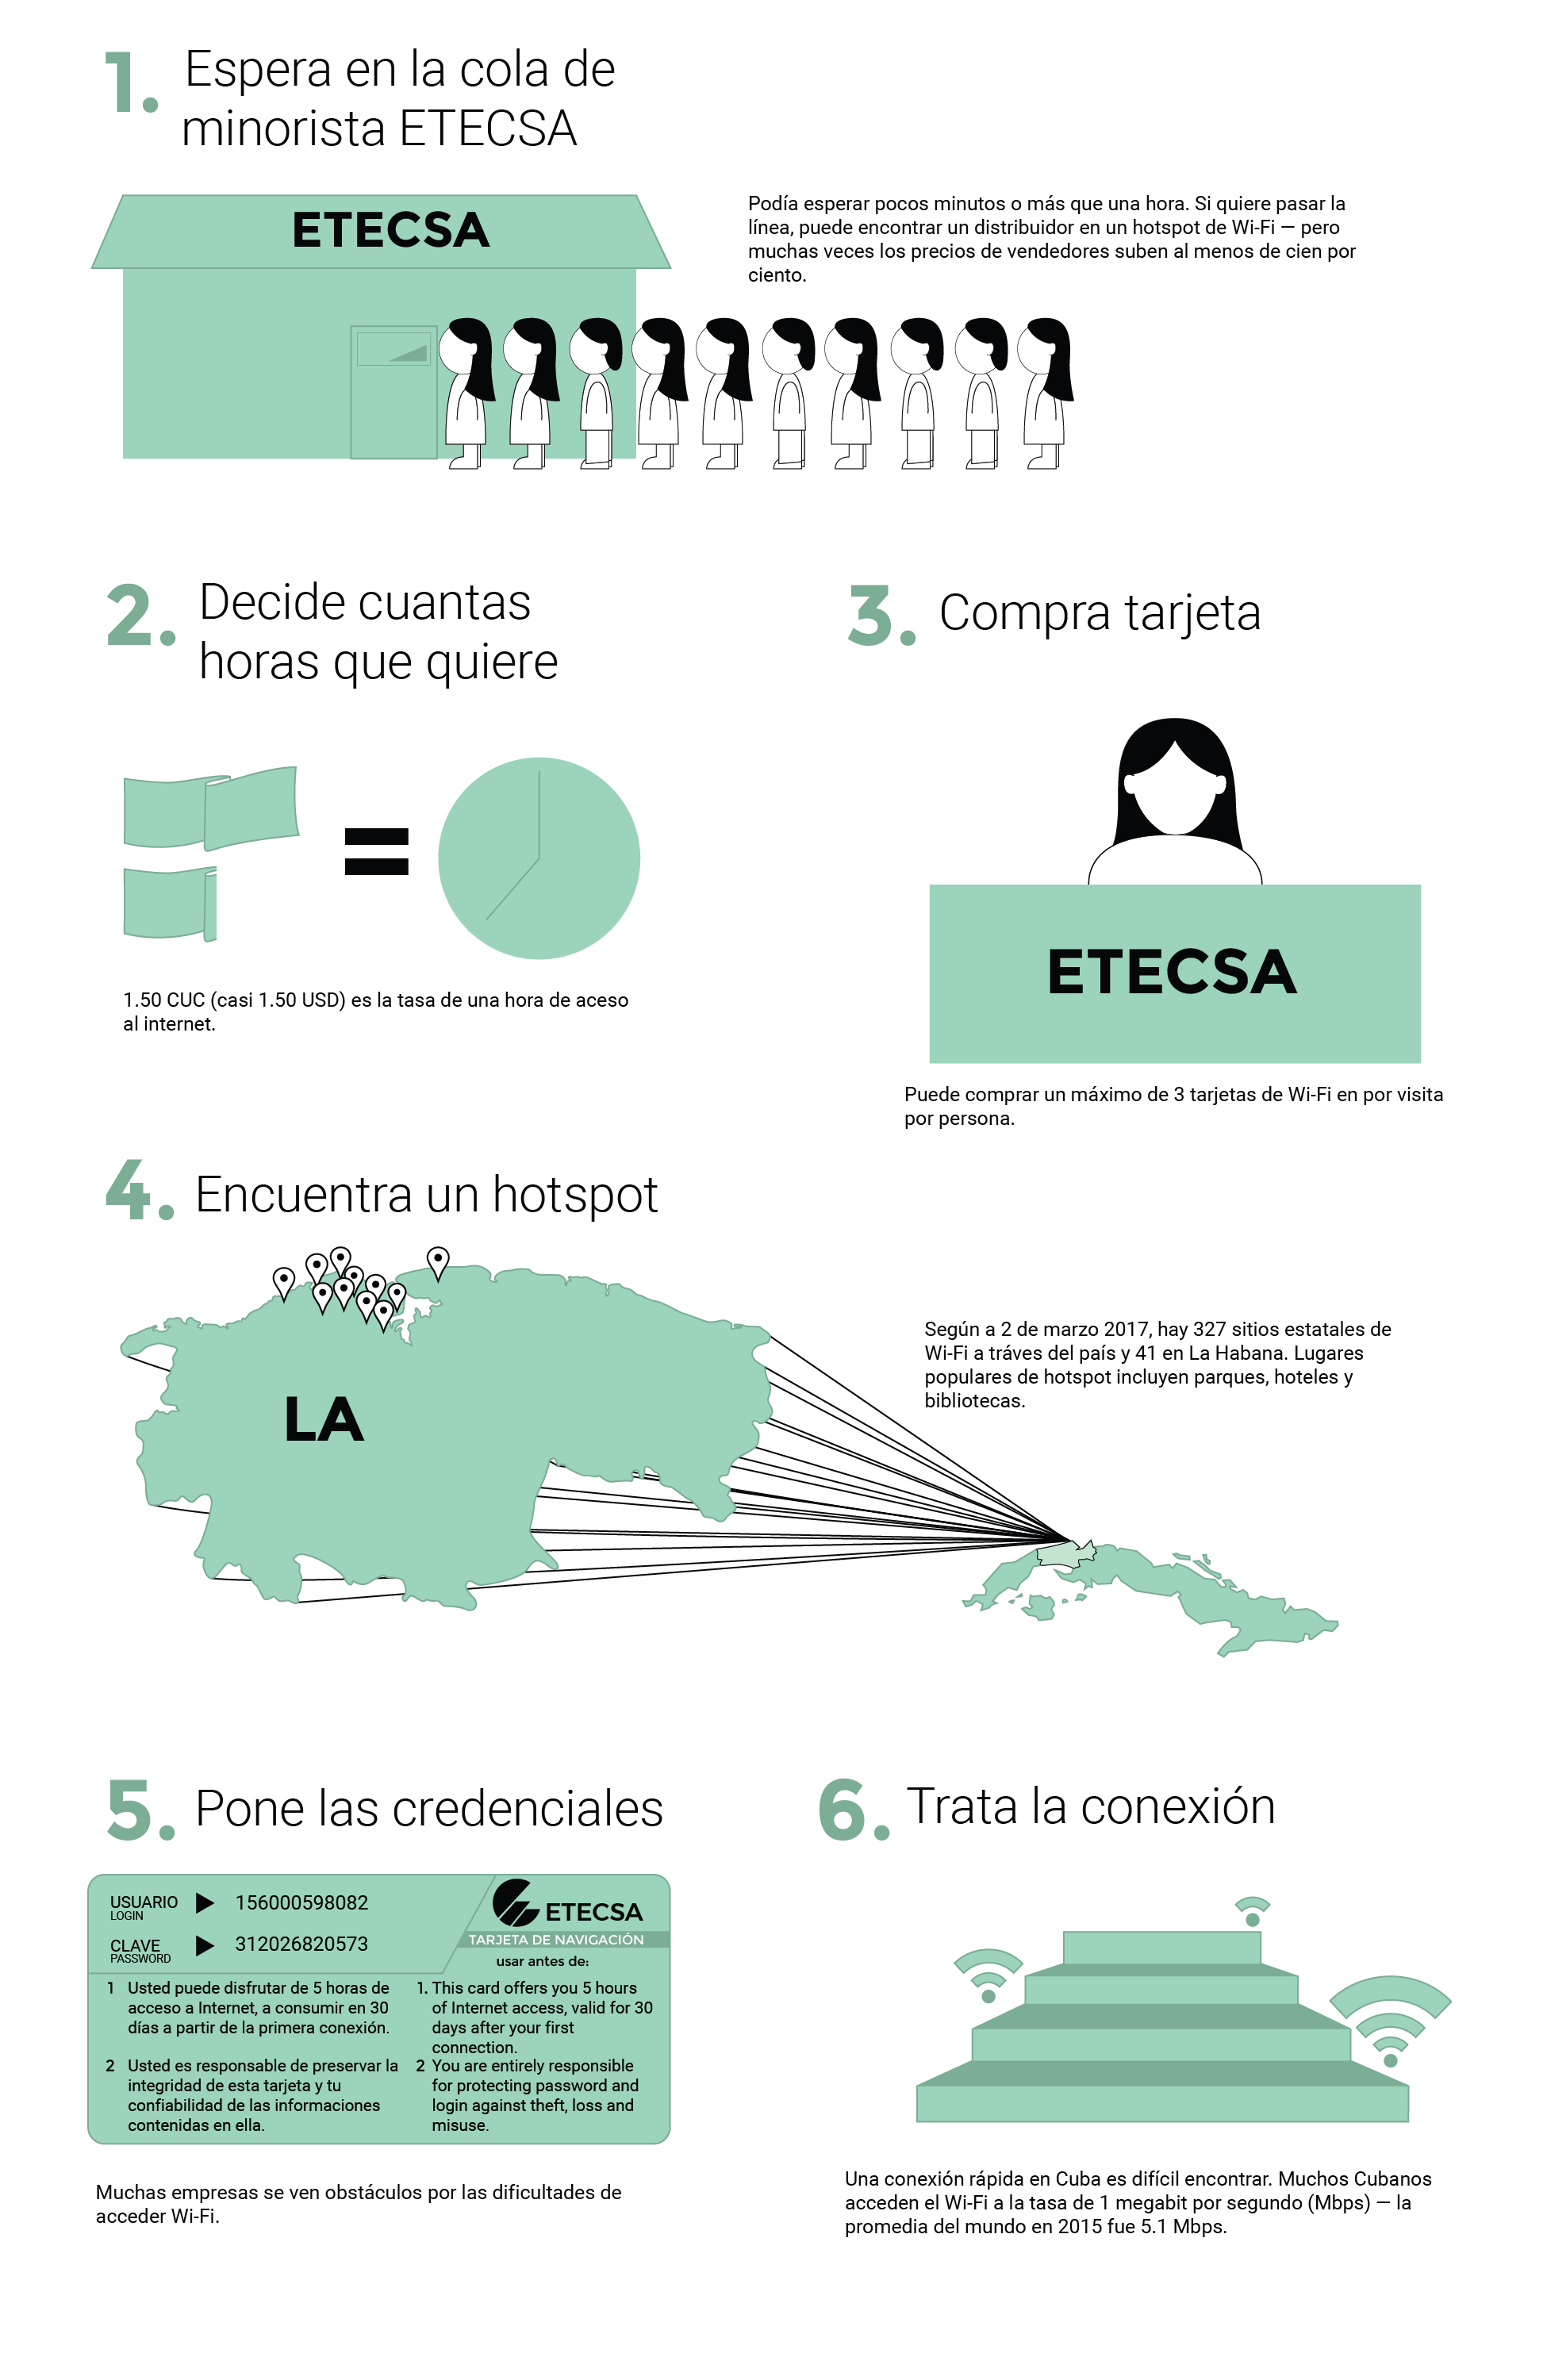 1. Espera en la cola de
minorista ETECSA
ETECSA
Podía esperar pocos minutos o más que una hora. Si quiere pasar la
línea, puede encontrar un distribuidor en un hotspot de Wi-Fi — pero
muchas veces los precios de vendedores suben al menos de cien por
ciento.
2. Decide cuantas
horas que quiere
1.50 CUC (casi 1.50 USD) es la tasa de una hora de aceso
al internet.
3. Compra tarjeta
ETECSA
Puede comprar un máximo de 3 tarjetas de Wi-Fi en por visita
por persona.
4. Encuentra un hotspot
LA
Según a 2 de marzo 2017, hay 327 sitios estatales de
Wi-Fi a tráves del país y 41 en La Habana. Lugares
populares de hotspot incluyen parques, hoteles y
bibliotecas.
5. Pone las credenciales
USUARIO
LOGIN
156000598082
CLAVE
PASSWORD
312026820573
ETECSA
TARJETA DE NAVIGACIÓN
usar antes de:
1 Usted puede disfrutar de 5 horas de
acceso a Internet, a consumir en 30
días a partir de la primera conexión.
2 Usted es responsable de preservar la
integridad de esta tarjeta y tu
confiabilidad de las informaciones
contenidas en ella.
1. This card offers you 5 hours
of Internet access, valid for 30
days after your first
connection.
2 You are entirely responsible
for protecting password and
login against theft, loss and
misuse.
Muchas empresas se ven obstáculos por las dificultades de
acceder Wi-Fi.
6. Trata la conexión
Una conexión rápida en Cuba es difícil encontrar. Muchos Cubanos
acceden el Wi-Fi a la tasa de 1 megabit por segundo (Mbps) — la
promedia del mundo en 2015 fue 5.1 Mbps.